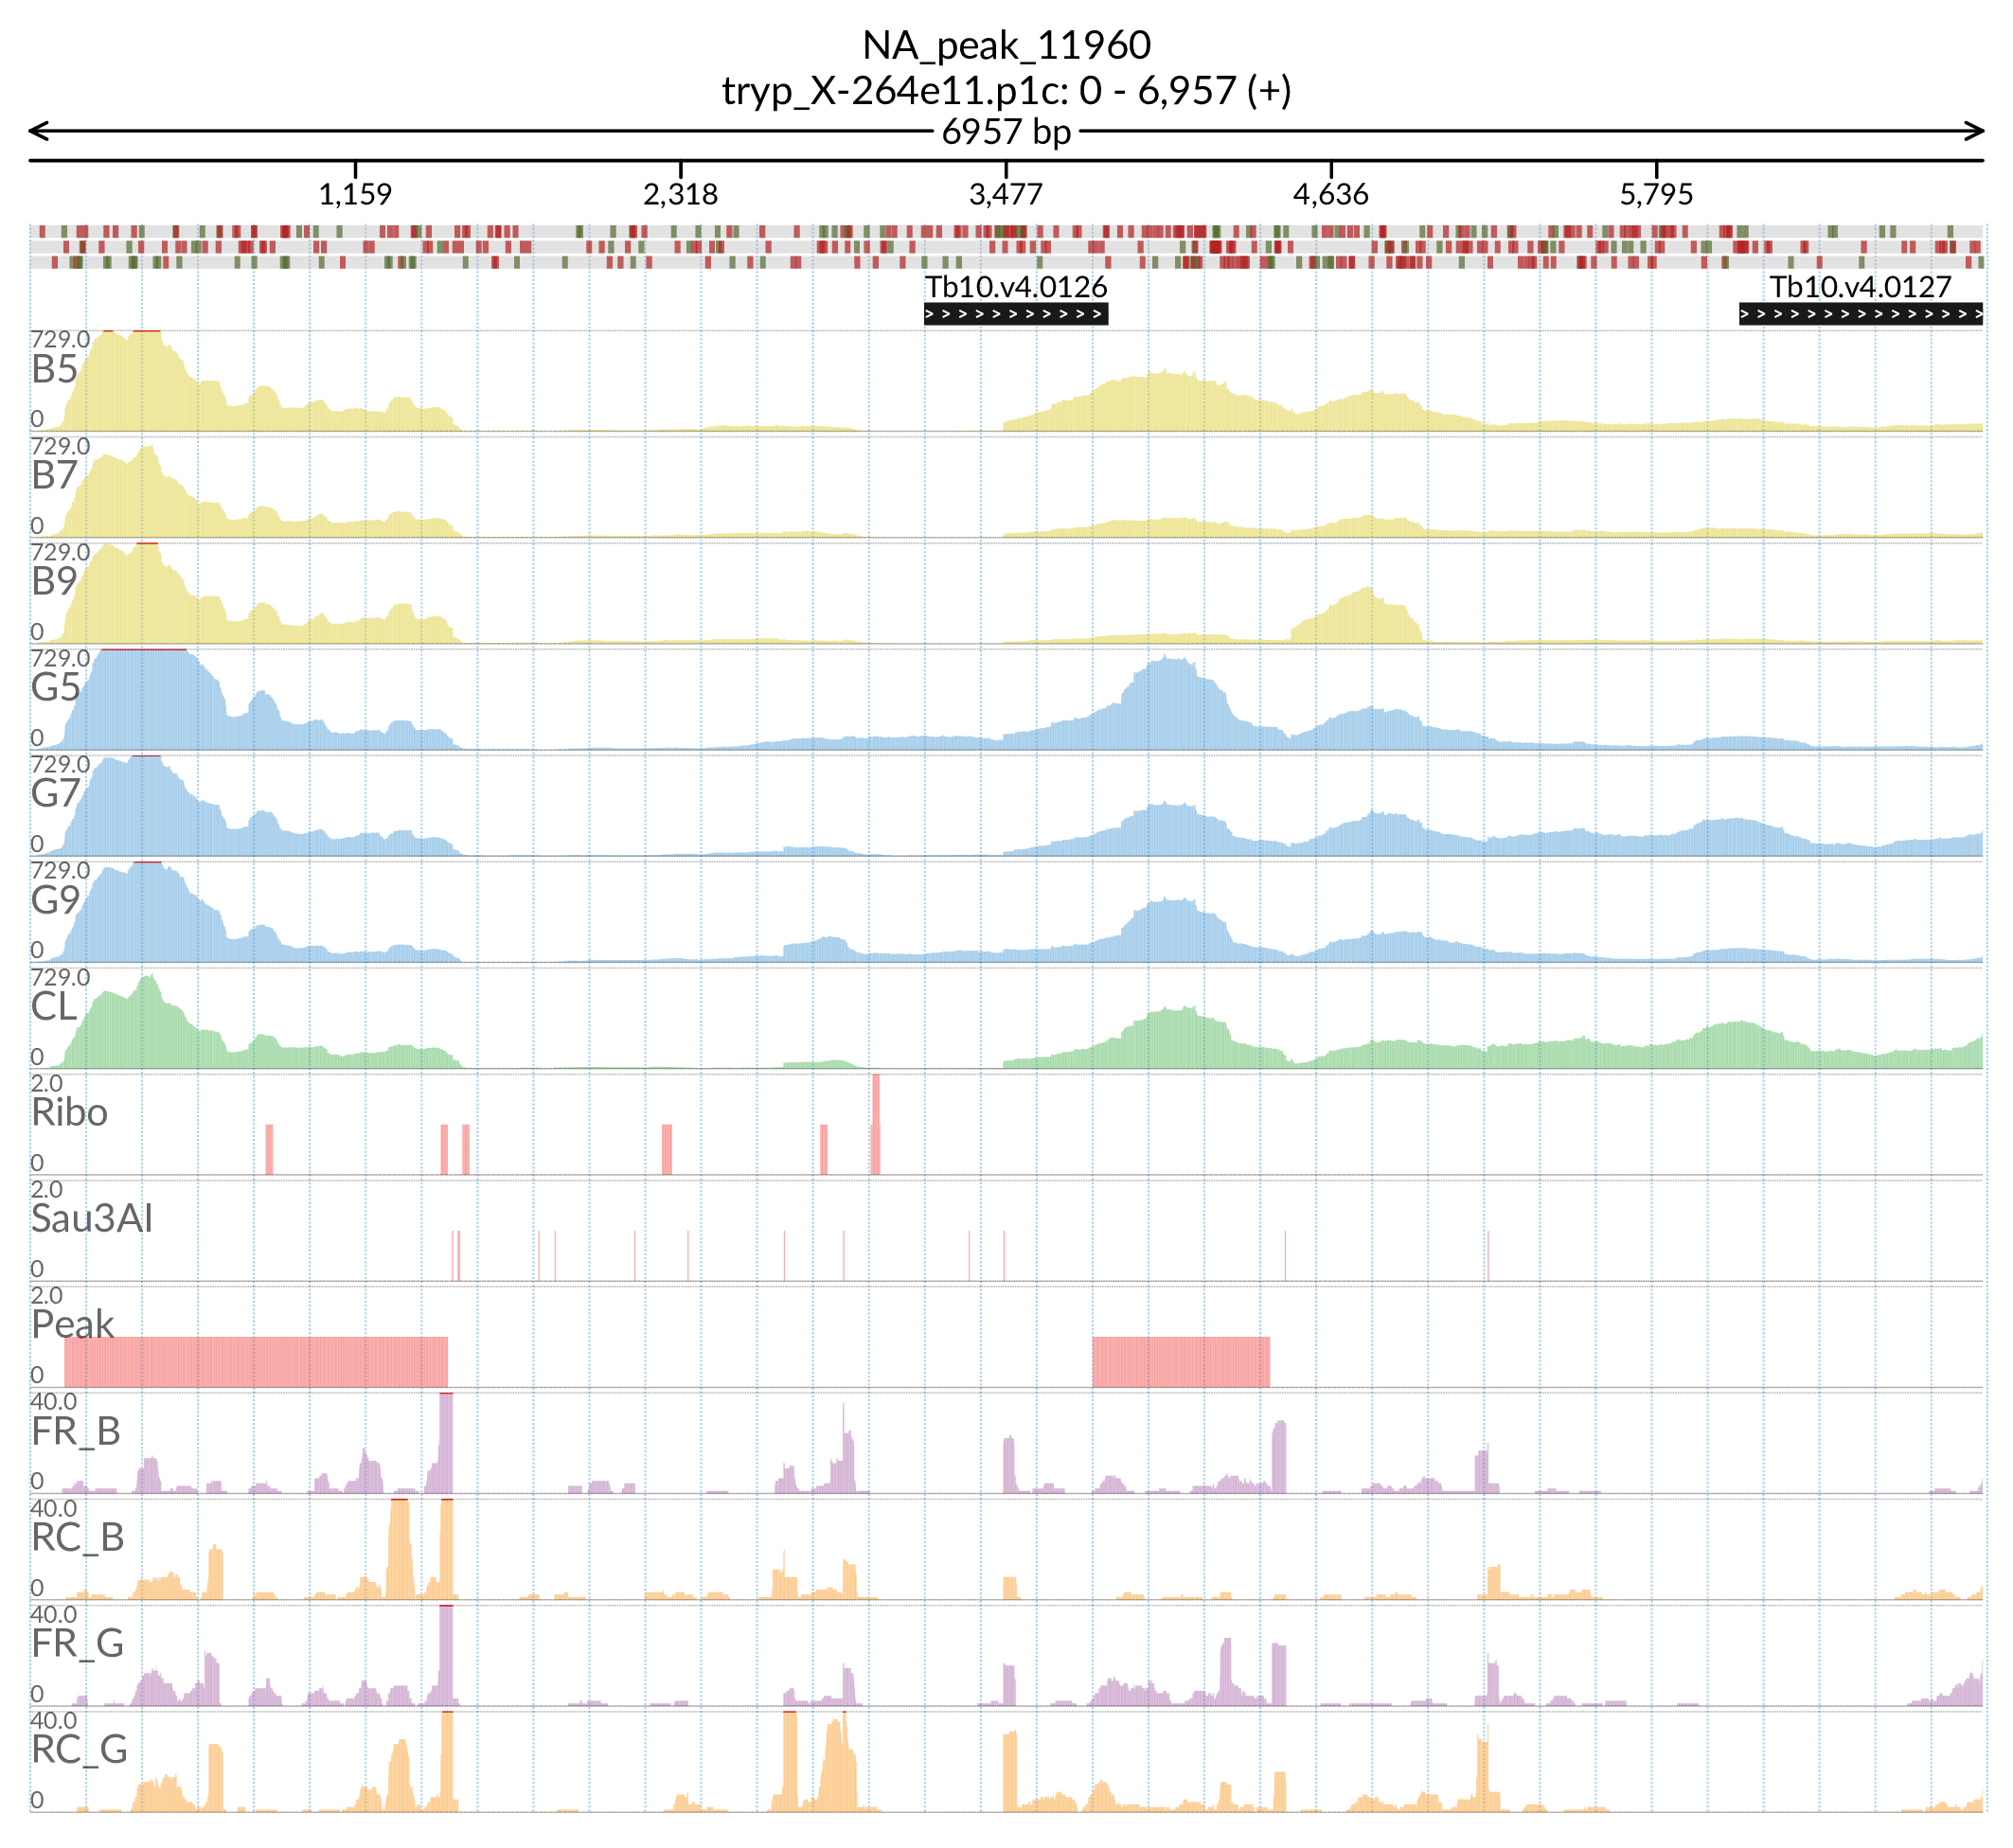 NA_peak_11960
tryp_X-264e11.p1c: 0 - 6,957 (+)
6957 bp
1,159 2,318 3,477 4,636 5,795
Tb10.v4.0126 Tb10.v4.0127
729.0
B5
0
729.0
B7
0
729.0
B9
0
729.0
G5
0
729.0
G7
0
729.0
G9
0
729.0
CL
0
2.0
Ribo
0
2.0
Sau3AI
0
2.0
Peak
0
40.0
FR_B
0
40.0
RC_B
0
40.0
FR_G
0
40.0
RC_G
0